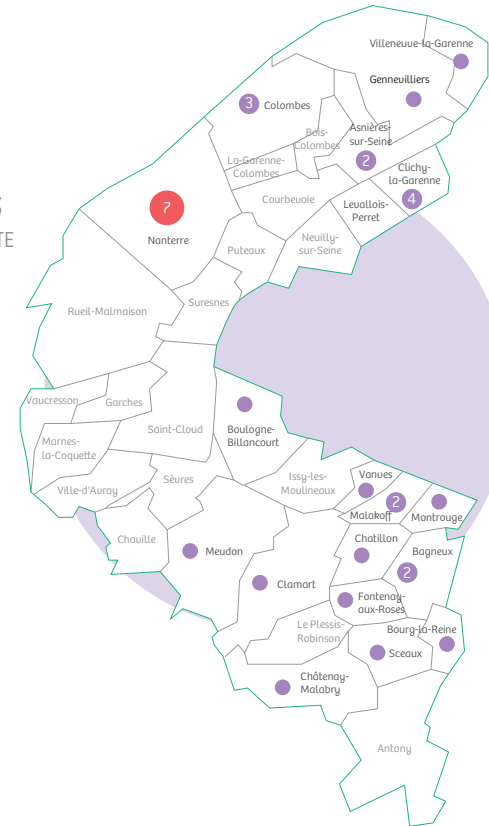 Villeneuve-la-Garenne
Gennevilliers
3 Colombes
Bois-
Colombes
Asnières-
sur-Seine
2
La-Garenne-
Colombes
Clichy-
la-Garenne
4
Courbevoie
Levallois-
Perret
7
Nanterre
S
TE
Puteaux
Neuilly-
sur-Seine
Rueil-Malmaison
Suresnes
Vaucresson
Garches
Saint-Cloud
Boulogne-
Billancourt
Marnes-
la-Coquette
Ville-d'Auray
Sèvres
Issy-les-
Moulineaux
Vanves
2
Malakoff
Montrouge
Chaville
Meudon
Chatillon
Bagneux
2
Clamart
Fontenay-
aux-Roses
Le Plessis-
Robinson
Bourg-la-Reine
Sceaux
Châtenay-
Malabry
Antony